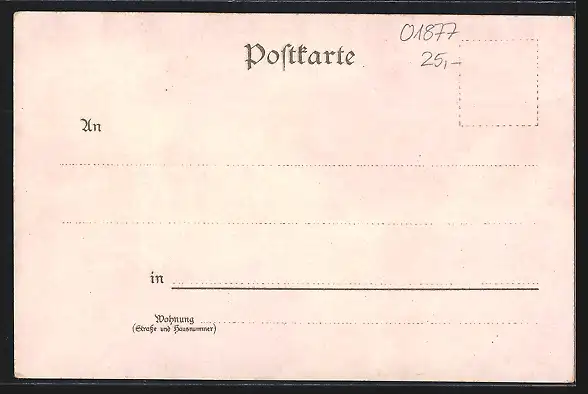 01877
Poſtkarte
25,-
An
in
Wohnung
(Straße und Hausnummer)